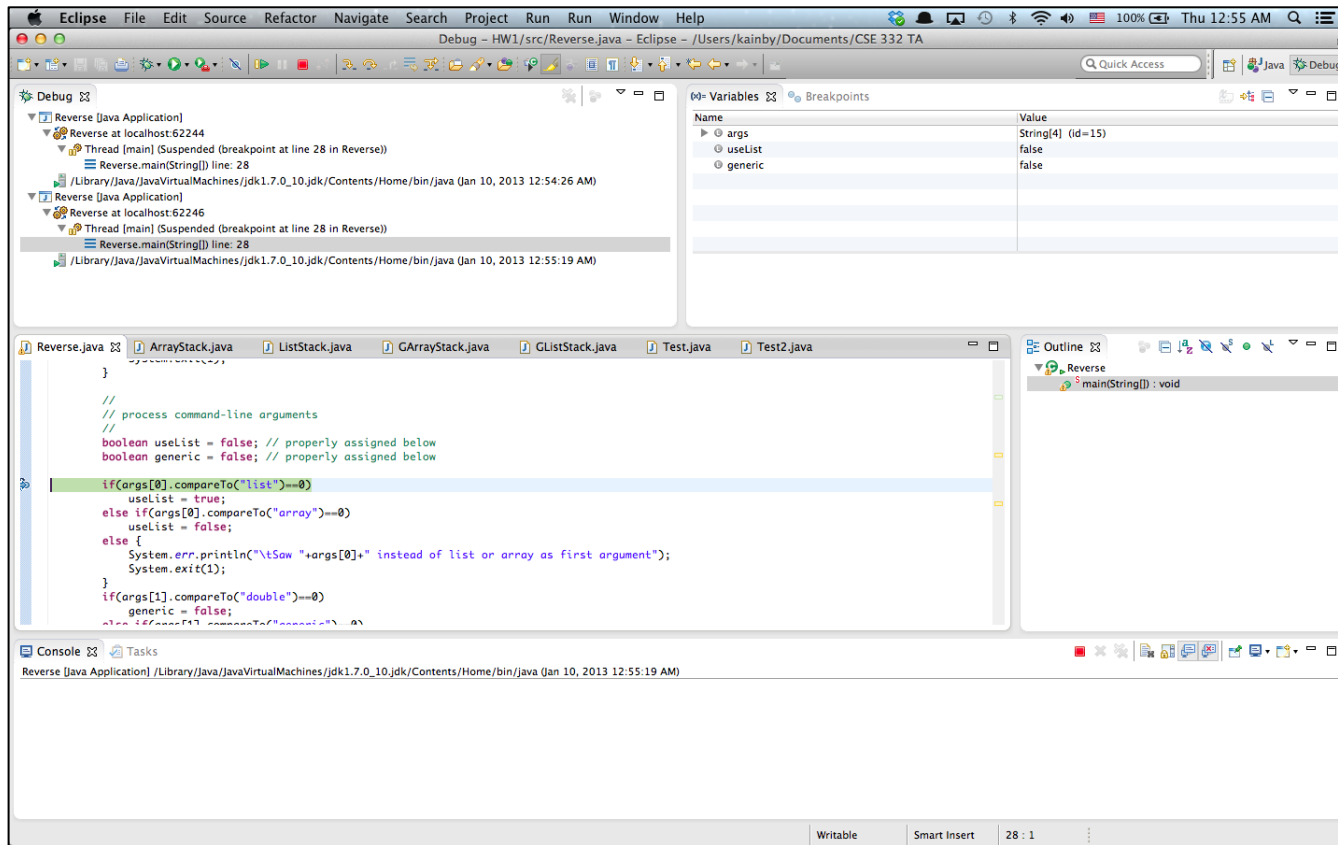 Eclipse File Edit Source Refactor Navigate Search Project Run Run Window Help 100% Thu 12:55 AM
Debug – HW1/src/Reverse.java – Eclipse – /Users/kainby/Documents/CSE 332 TA
Quick Access Java Debug
Debug
Reverse [Java Application]
Reverse at localhost:62244
Thread [main] (Suspended (breakpoint at line 28 in Reverse))
Reverse.main(String[]) line: 28
/Library/Java/JavaVirtualMachines/jdk1.7.0_10.jdk/Contents/Home/bin/java (Jan 10, 2013 12:54:26 AM)
Reverse [Java Application]
Reverse at localhost:62246
Thread [main] (Suspended (breakpoint at line 28 in Reverse))
Reverse.main(String[]) line: 28
/Library/Java/JavaVirtualMachines/jdk1.7.0_10.jdk/Contents/Home/bin/java (Jan 10, 2013 12:55:19 AM)
(x)= Variables Breakpoints
Name Value
args String[4] (id=15)
useList false
generic false
Reverse.java ArrayStack.java ListStack.java GArrayStack.java GListStack.java Test.java Test2.java
System.exit(1);
}
//
// process command-line arguments
//
boolean useList = false; // properly assigned below
boolean generic = false; // properly assigned below
if(args[0].compareTo("list")==0)
useList = true;
else if(args[0].compareTo("array")==0)
useList = false;
else {
System.err.println("\tSaw "+args[0]+" instead of list or array as first argument");
System.exit(1);
}
if(args[1].compareTo("double")==0)
generic = false;
else if(args[1].compareTo("generic")==0)
Outline
Reverse
main(String[]) : void
Console Tasks
Reverse [Java Application] /Library/Java/JavaVirtualMachines/jdk1.7.0_10.jdk/Contents/Home/bin/java (Jan 10, 2013 12:55:19 AM)
Writable Smart Insert 28 : 1